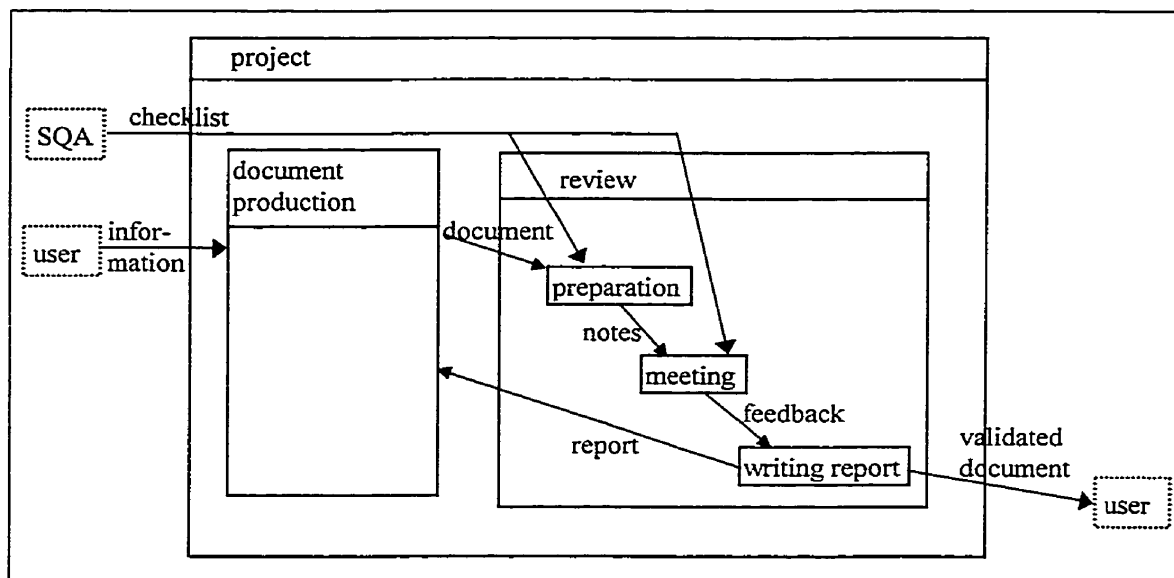 project
checklist
SQA
document
production
review
infor-
mation
user
document
preparation
notes
meeting
feedback
report
writing report
validated
document
user